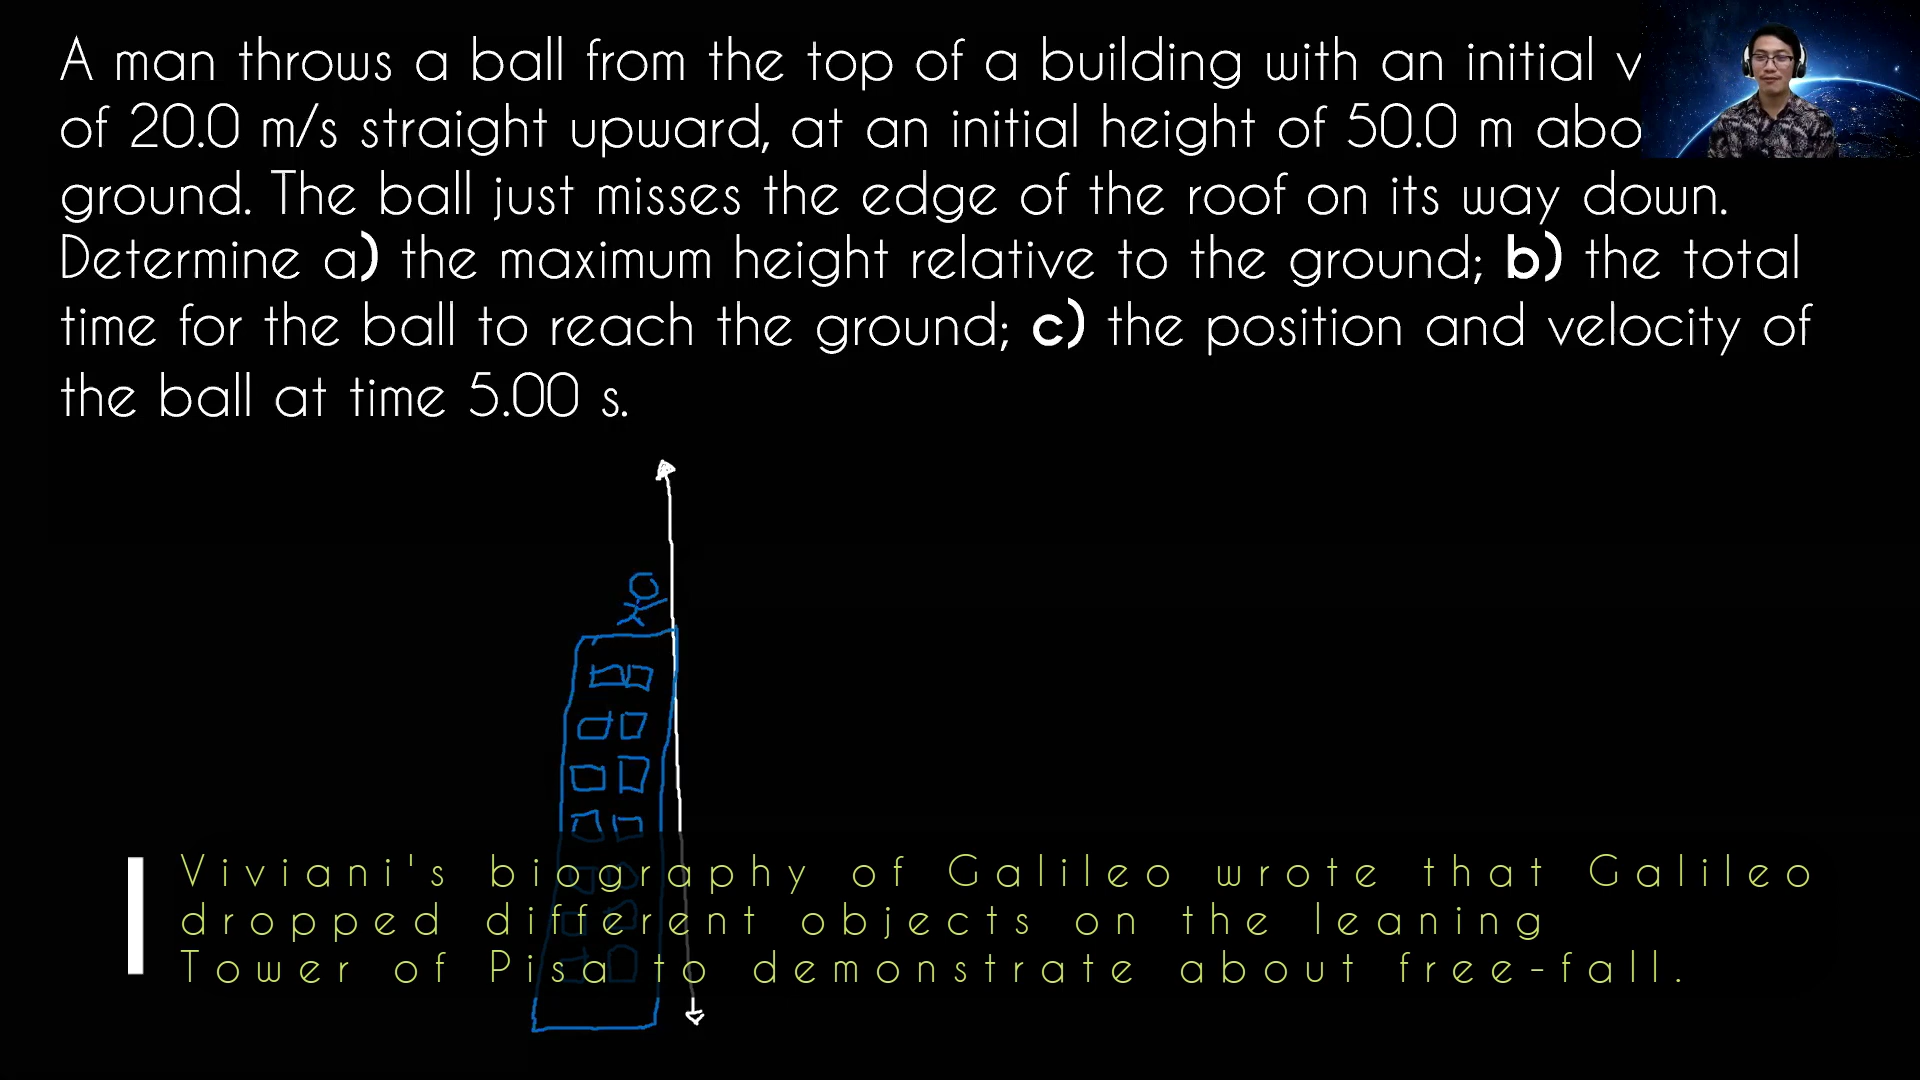 A man throws a ball from the top of a building with an initial
of 20.0 m/s straight upward, at an initial height of 50.0 m
ground. The ball just misses the edge of the roof on its way down.
Determine a) the maximum height relative to the ground; b) the total
time for the ball to reach the ground; c) the position and velocity of
the ball at time 5.00 s.
Viviani's biography of Galileo wrote that Galileo
dropped different objects on the leaning
Tower of Pisa to demonstrate about free-fall.